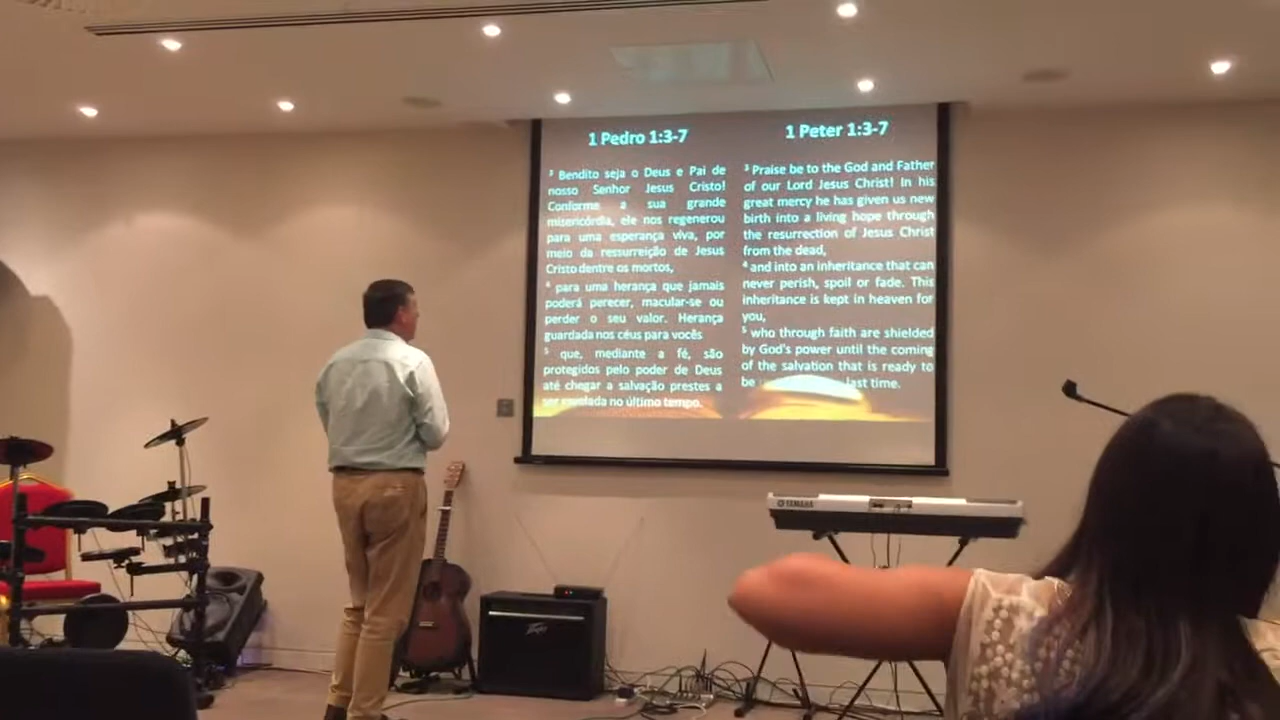 1 Pedro 1:3-7
³ Bendito seja o Deus e Pai de
nosso Senhor Jesus Cristo!
Conforme a sua grande
misericórdia, ele nos regenerou
para uma esperança viva, por
meio da ressurreição de Jesus
Cristo dentre os mortos,
⁴ para uma herança que jamais
poderá perecer, macular-se ou
perder o seu valor. Herança
guardada nos céus para vocês
⁵ que, mediante a fé, são
protegidos pelo poder de Deus
até chegar a salvação prestes a
ser revelada no último tempo.
1 Peter 1:3-7
³ Praise be to the God and Father
of our Lord Jesus Christ! In his
great mercy he has given us new
birth into a living hope through
the resurrection of Jesus Christ
from the dead,
⁴ and into an inheritance that can
never perish, spoil or fade. This
inheritance is kept in heaven for
you,
⁵ who through faith are shielded
by God's power until the coming
of the salvation that is ready to
be last time.
YAMAHA
Peavey